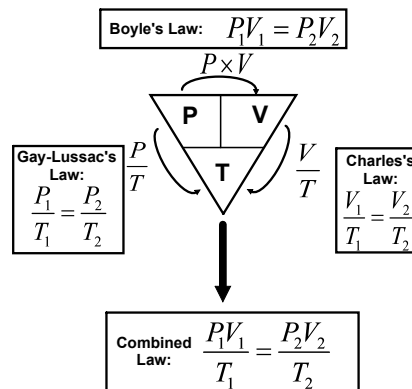 Boyle's Law: P₁V₁ = P₂V₂
P × V
P V
T
Gay-Lussac's
Law:
P₁/T₁ = P₂/T₂
P/T
V/T
Charles's
Law:
V₁/T₁ = V₂/T₂
Combined
Law: P₁V₁/T₁ = P₂V₂/T₂